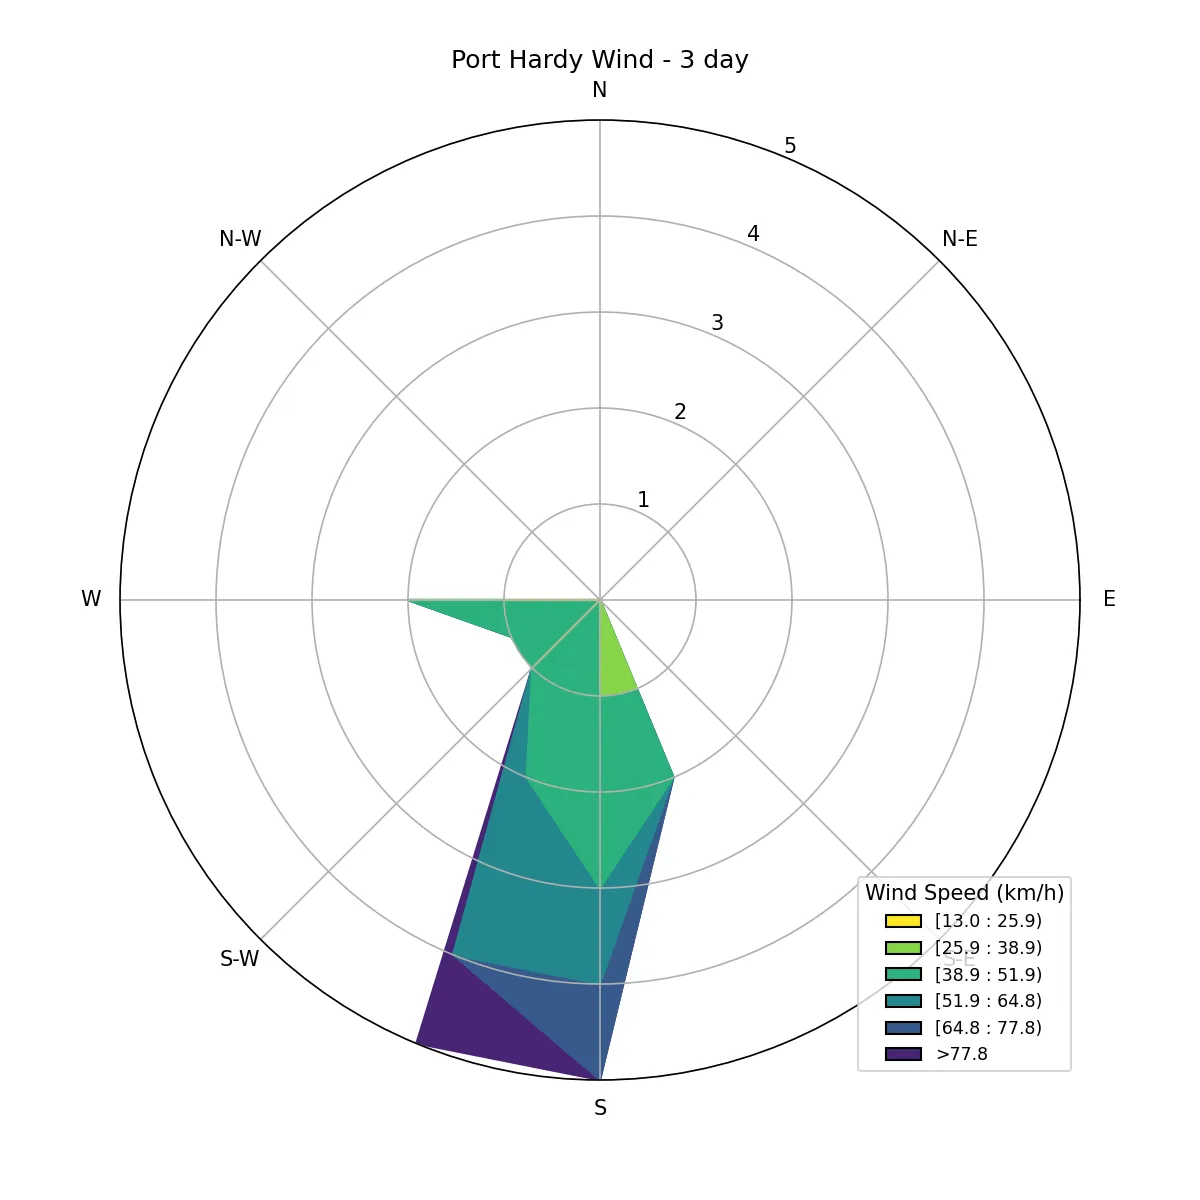 Port Hardy Wind - 3 day
N
5
N-W
4
N-E
3
2
1
W
E
Wind Speed (km/h)
[13.0 : 25.9)
[25.9 : 38.9)
S-W
S-E
[38.9 : 51.9)
[51.9 : 64.8)
[64.8 : 77.8)
>77.8
S